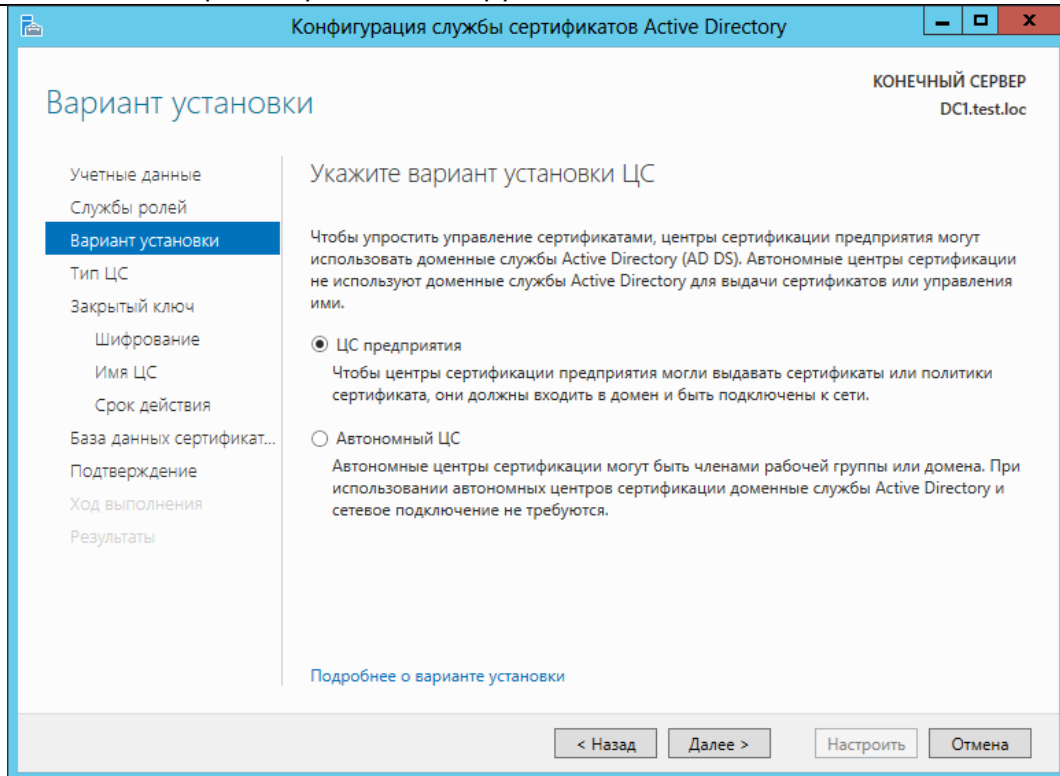 Конфигурация службы сертификатов Active Directory
Вариант установки
КОНЕЧНЫЙ СЕРВЕР
DC1.test.loc
Учетные данные
Службы ролей
Вариант установки
Тип ЦС
Закрытый ключ
Шифрование
Имя ЦС
Срок действия
База данных сертификат...
Подтверждение
Ход выполнения
Результаты
Укажите вариант установки ЦС
Чтобы упростить управление сертификатами, центры сертификации предприятия могут
использовать доменные службы Active Directory (AD DS). Автономные центры сертификации
не используют доменные службы Active Directory для выдачи сертификатов или управления
ими.
ЦС предприятия
Чтобы центры сертификации предприятия могли выдавать сертификаты или политики
сертификата, они должны входить в домен и быть подключены к сети.
Автономный ЦС
Автономные центры сертификации могут быть членами рабочей группы или домена. При
использовании автономных центров сертификации доменные службы Active Directory и
сетевое подключение не требуются.
Подробнее о варианте установки
< Назад
Далее >
Настроить
Отмена